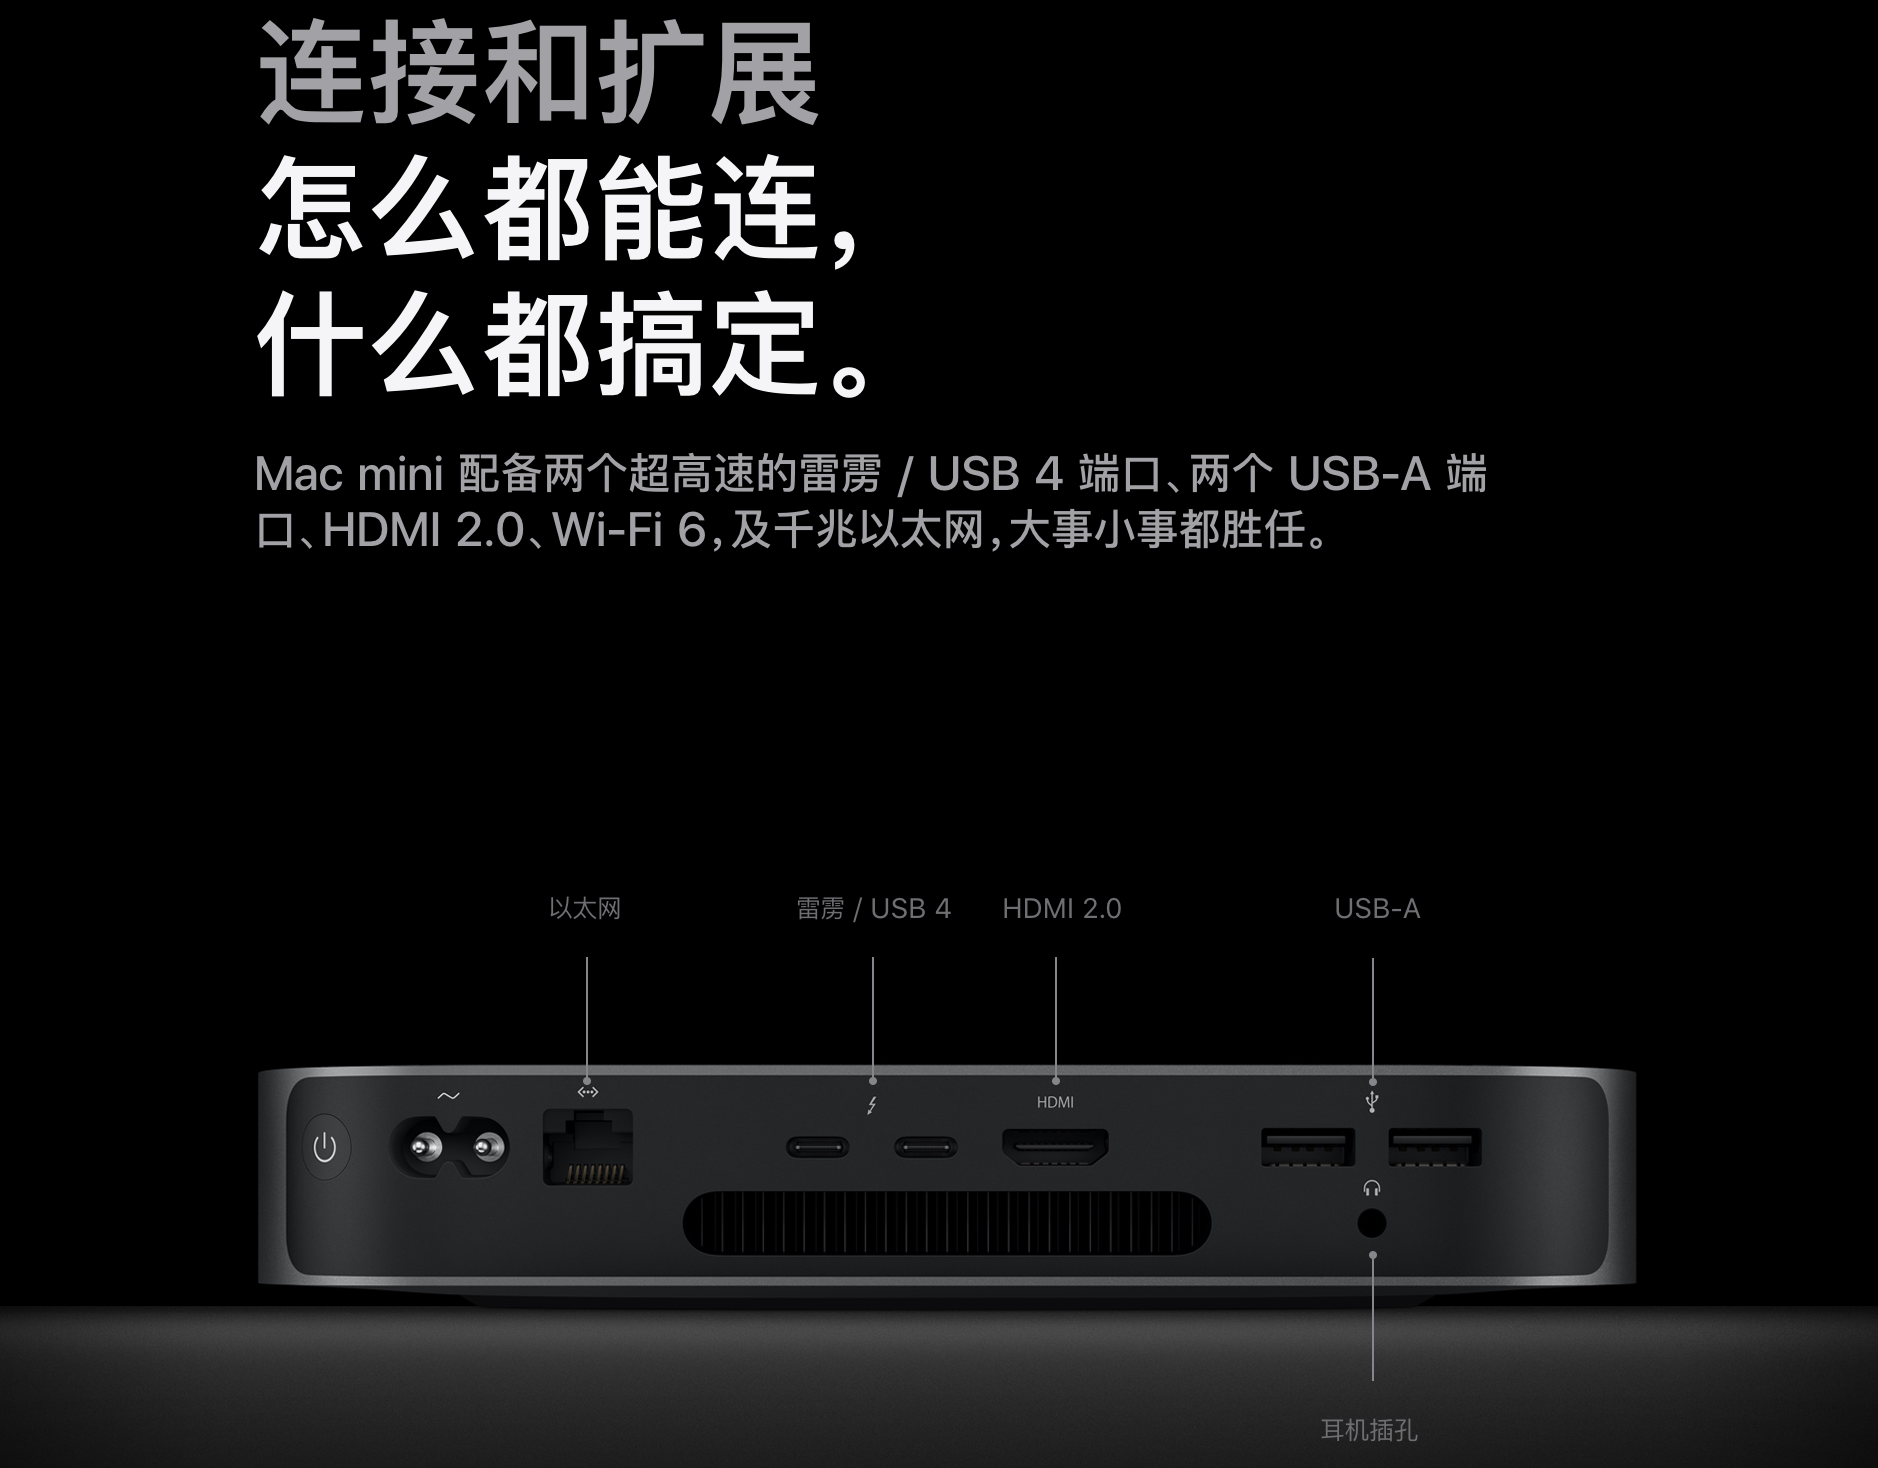 连接和扩展
怎么都能连，
什么都搞定。
Mac mini 配备两个超高速的雷雳 / USB 4 端口、两个 USB-A 端
口、HDMI 2.0、Wi-Fi 6，及千兆以太网，大事小事都胜任。
以太网
雷雳 / USB 4
HDMI 2.0
USB-A
HDMI
耳机插孔